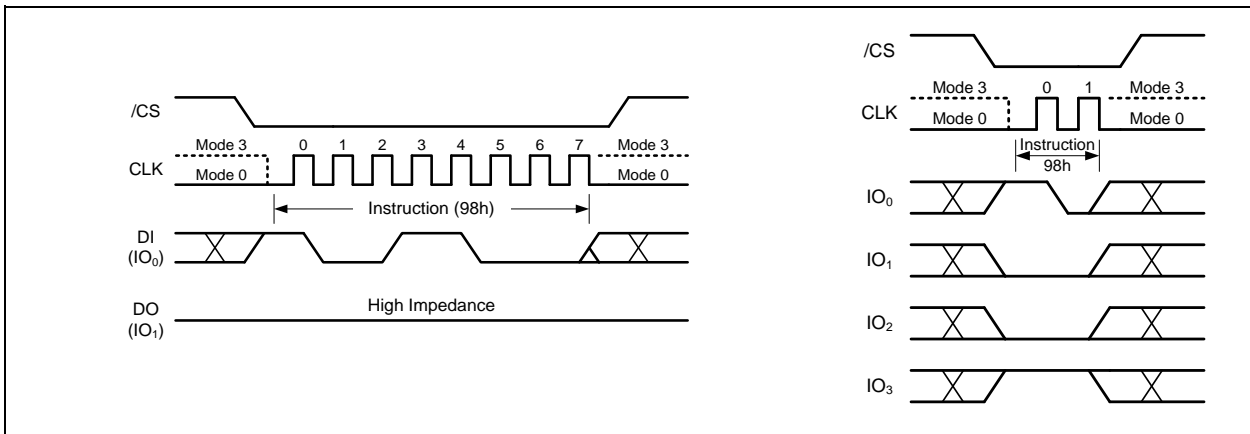 /CS
Mode 3 0 1 2 3 4 5 6 7 Mode 3
CLK
Mode 0 Mode 0
Instruction (98h)
DI
(IO₀)
High Impedance
DO
(IO₁)
/CS
Mode 3 0 1 Mode 3
CLK
Mode 0 Mode 0
Instruction
98h
IO₀
IO₁
IO₂
IO₃